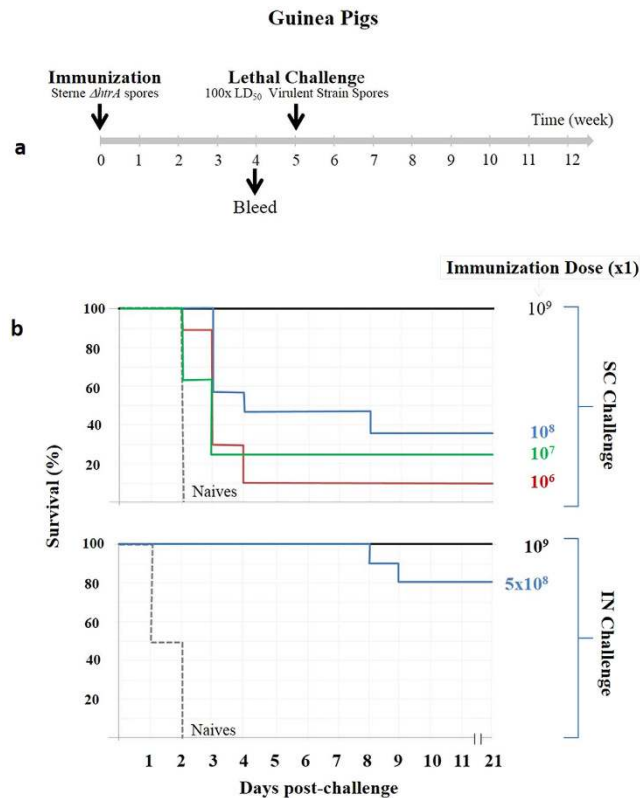 Guinea Pigs
Immunization
Sterne ΔhtrA spores
Lethal Challenge
100x LD₅₀ Virulent Strain Spores
Time (week)
a
0 1 2 3 4 5 6 7 8 9 10 11 12
Bleed
Immunization Dose (x1)
b
100
80
60
40
20
Naives
10⁹
10⁸
10⁷
10⁶
SC Challenge
Survival (%)
100
80
60
40
20
Naives
10⁹
5x10⁸
IN Challenge
1 2 3 4 5 6 7 8 9 10 11 21
Days post-challenge